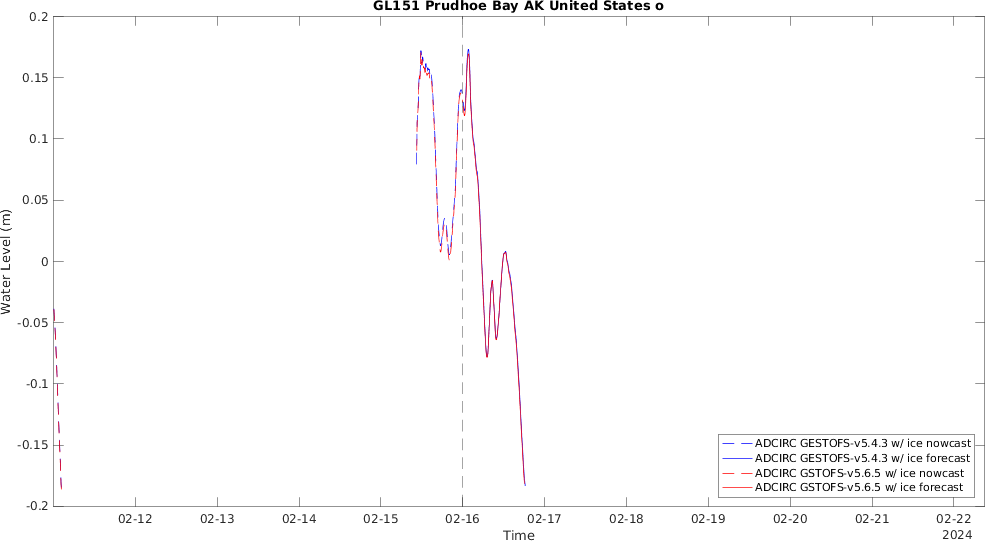 GL151 Prudhoe Bay AK United States o
0.2
0.15
0.1
0.05
0
-0.05
-0.1
-0.15
-0.2
Water Level (m)
02-12 02-13 02-14 02-15 02-16 02-17 02-18 02-19 02-20 02-21 02-22
Time
2024
ADCIRC GESTOFS-v5.4.3 w/ ice nowcast
ADCIRC GESTOFS-v5.4.3 w/ ice forecast
ADCIRC GSTOFS-v5.6.5 w/ ice nowcast
ADCIRC GSTOFS-v5.6.5 w/ ice forecast